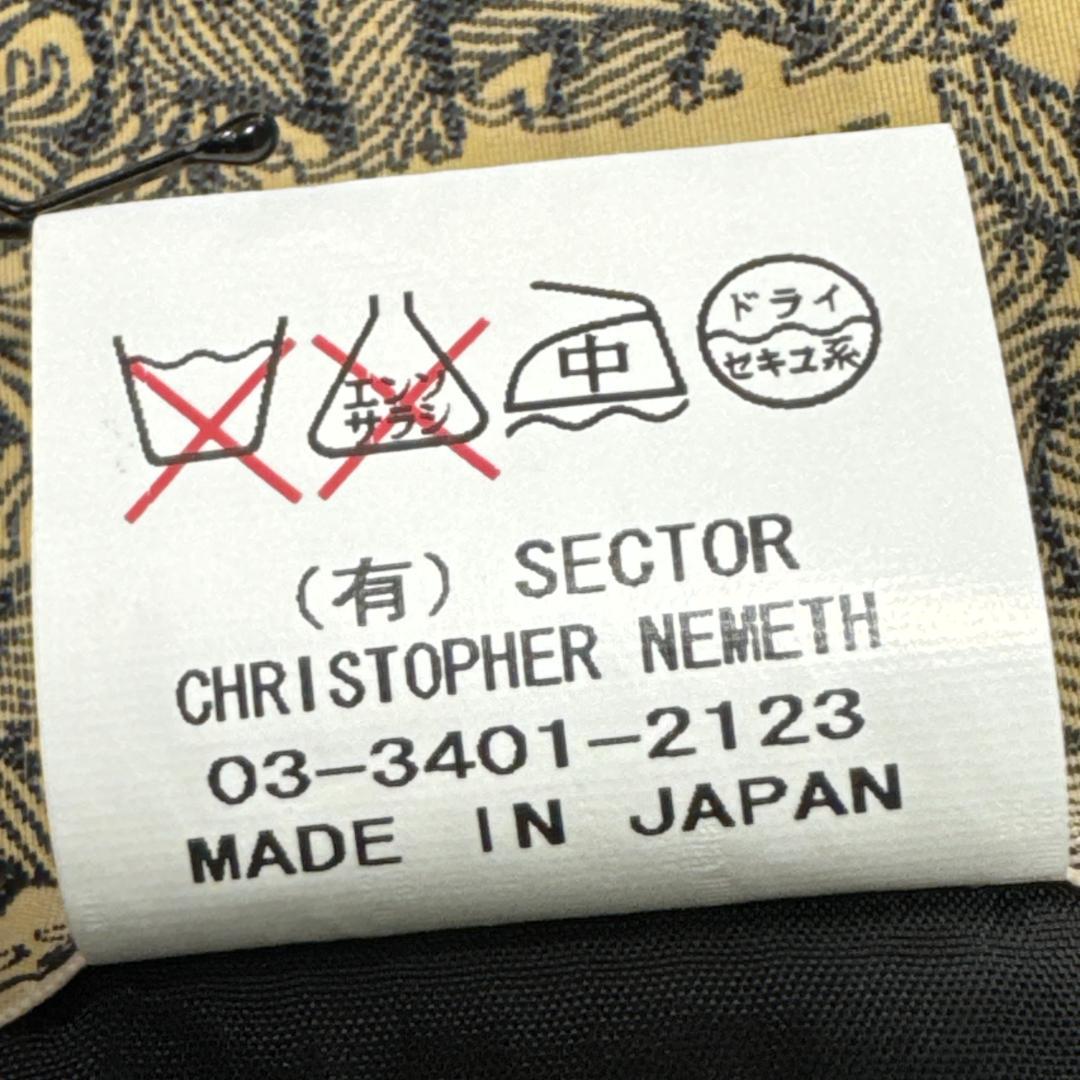 エンソ
サラシ
中
ドライ
セキユ系
(有) SECTOR
CHRISTOPHER NEMETH
03-3401-2123
MADE IN JAPAN